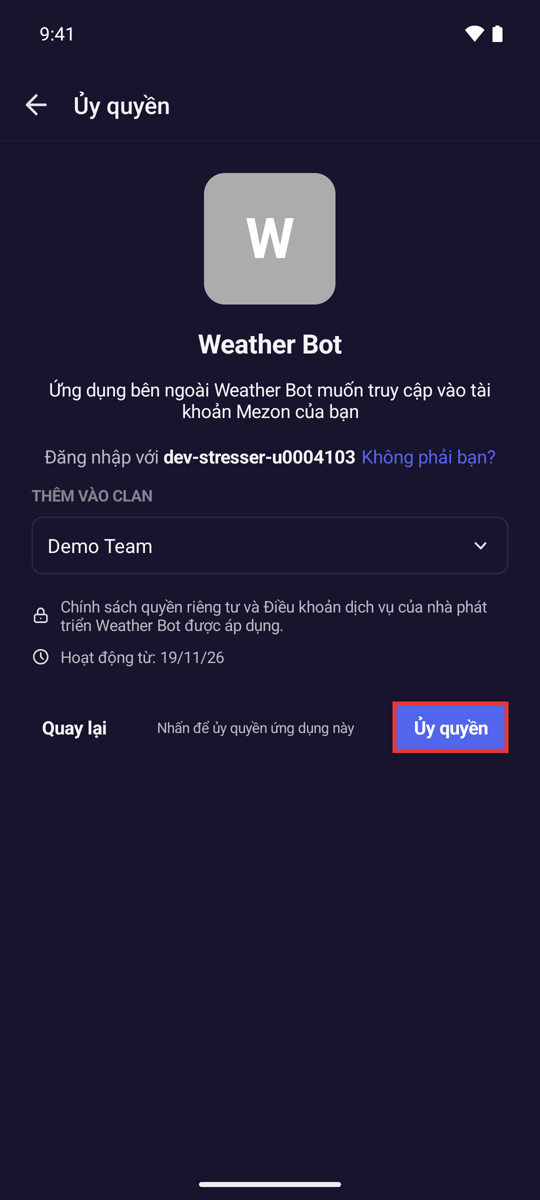 9:41
Ủy quyền
W
Weather Bot
Ứng dụng bên ngoài Weather Bot muốn truy cập vào tài
khoản Mezon của bạn
Đăng nhập với dev-stresser-u0004103 Không phải bạn?
THÊM VÀO CLAN
Demo Team
Chính sách quyền riêng tư và Điều khoản dịch vụ của nhà phát
triển Weather Bot được áp dụng.
Hoạt động từ: 19/11/26
Quay lại
Nhấn để ủy quyền ứng dụng này
Ủy quyền